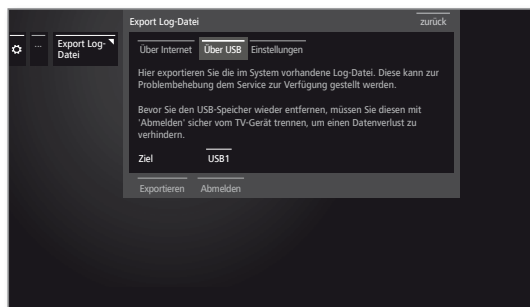 Export Log-Datei
zurück
...
Export Log-
Datei
Über Internet
Über USB
Einstellungen
Hier exportieren Sie die im System vorhandene Log-Datei. Diese kann zur
Problembehebung dem Service zur Verfügung gestellt werden.
Bevor Sie den USB-Speicher wieder entfernen, müssen Sie diesen mit
'Abmelden' sicher vom TV-Gerät trennen, um einen Datenverlust zu
verhindern.
Ziel
USB1
Exportieren
Abmelden